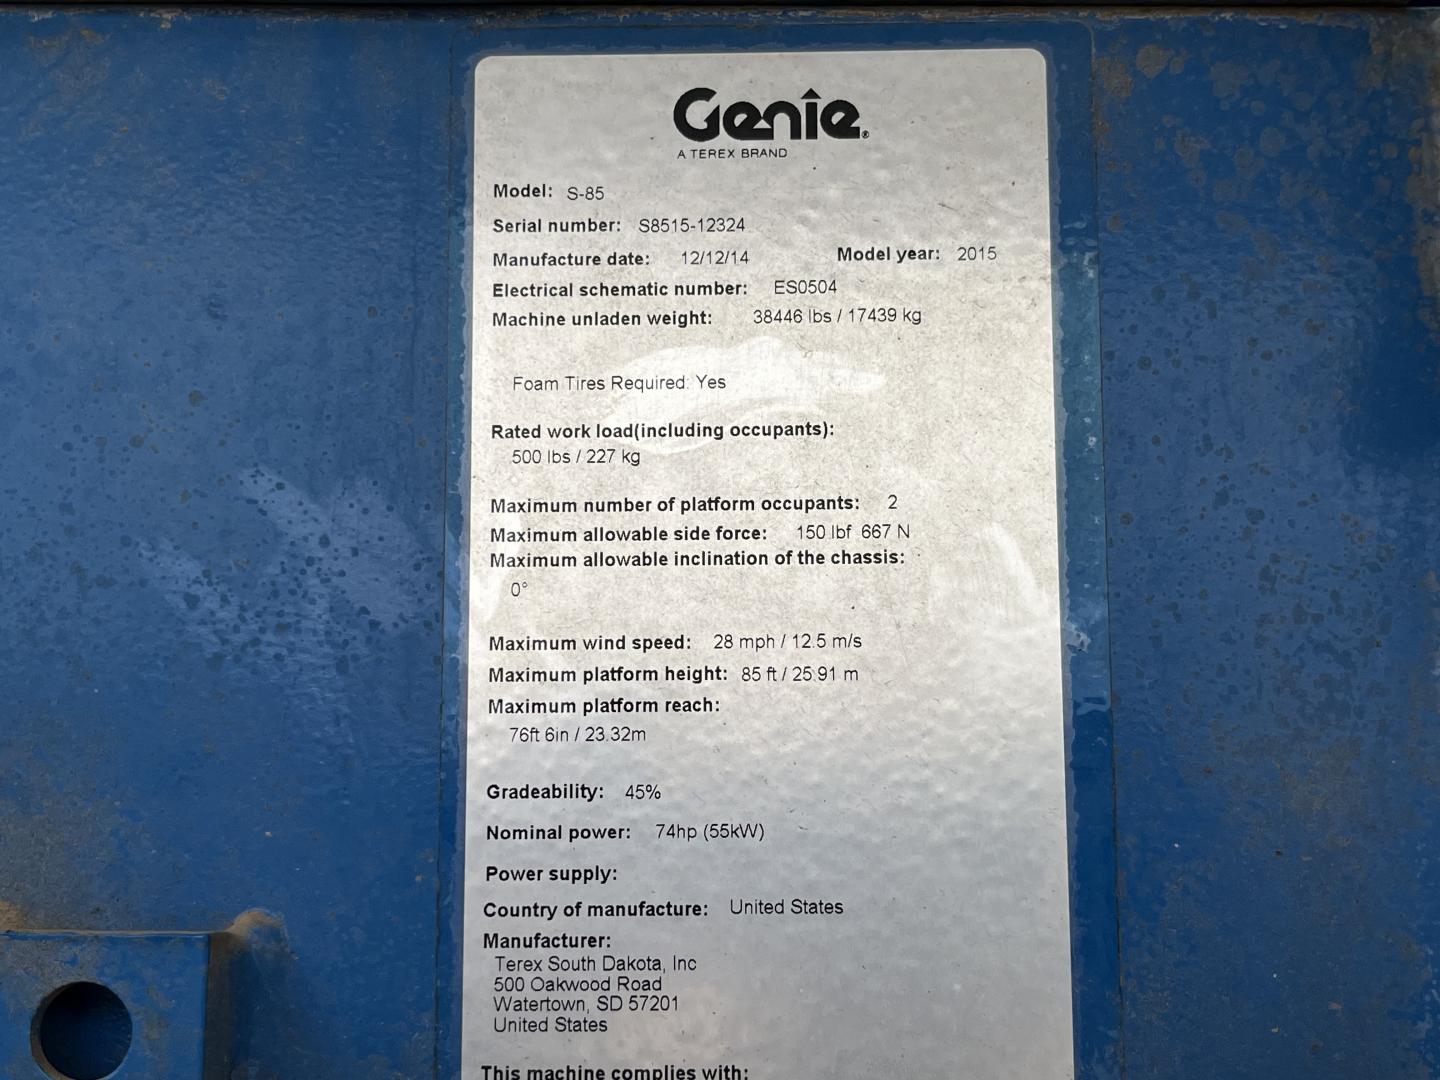 Genie®
A TEREX BRAND
Model: S-85
Serial number: S8515-12324
Manufacture date: 12/12/14 Model year: 2015
Electrical schematic number: ES0504
Machine unladen weight: 38446 lbs / 17439 kg
Foam Tires Required: Yes
Rated work load(including occupants):
500 lbs / 227 kg
Maximum number of platform occupants: 2
Maximum allowable side force: 150 lbf 667 N
Maximum allowable inclination of the chassis:
0°
Maximum wind speed: 28 mph / 12.5 m/s
Maximum platform height: 85 ft / 25.91 m
Maximum platform reach:
76ft 6in / 23.32m
Gradeability: 45%
Nominal power: 74hp (55kW)
Power supply:
Country of manufacture: United States
Manufacturer:
Terex South Dakota, Inc
500 Oakwood Road
Watertown, SD 57201
United States
This machine complies with: